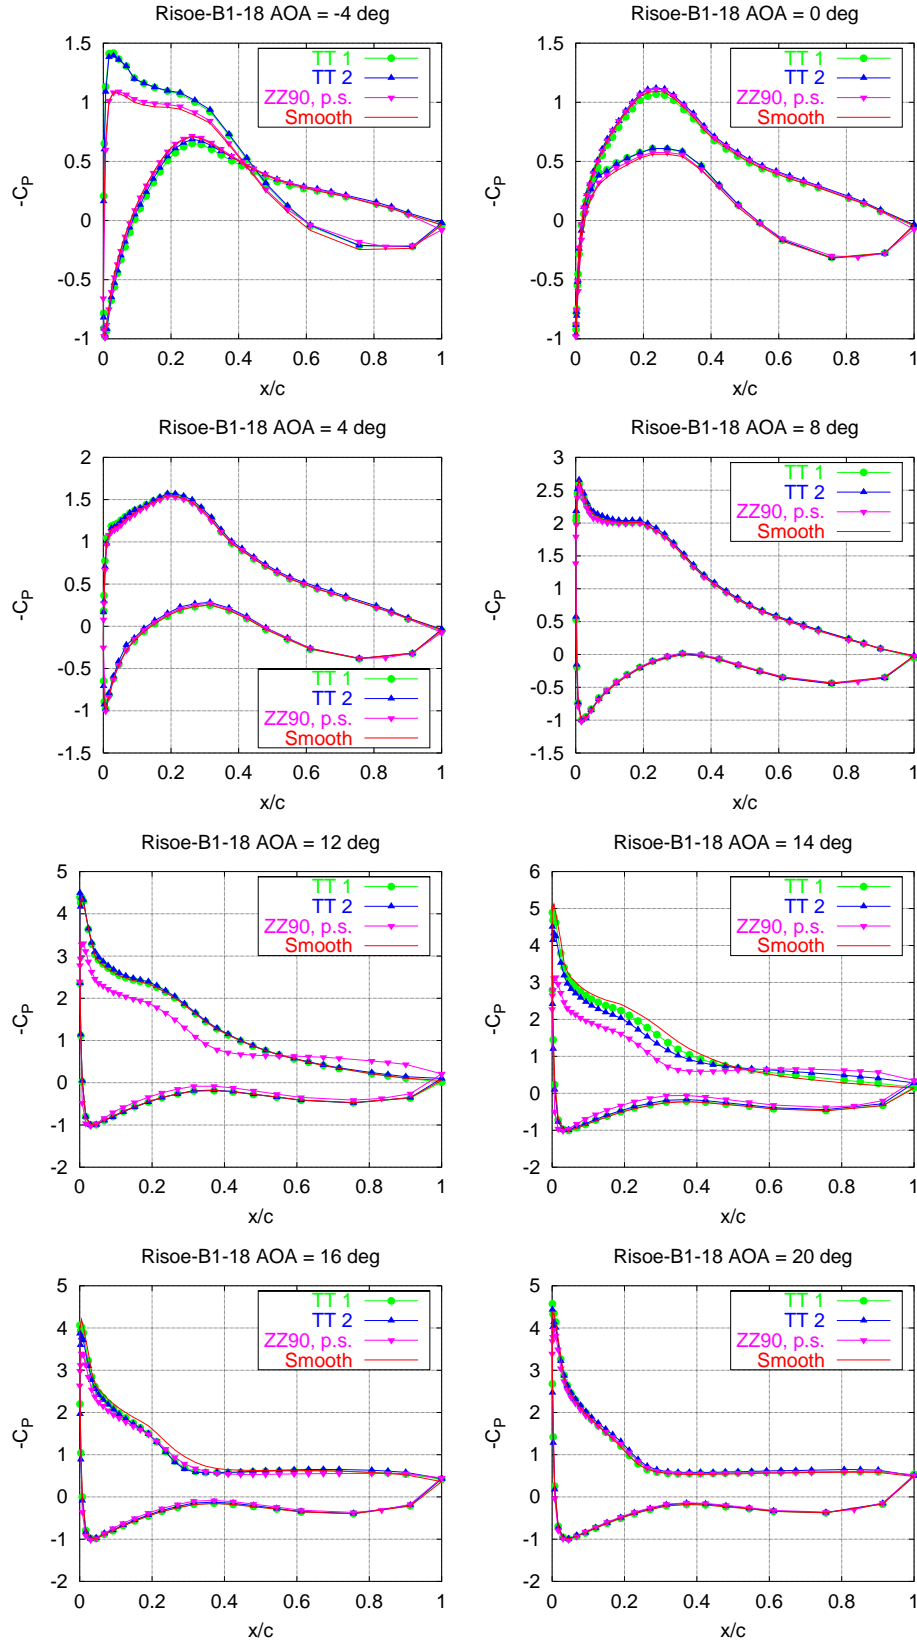 Risoe-B1-18 AOA = -4 deg
1.5
1
0.5
0
-0.5
-1
-CP
0
0.2
0.4
0.6
0.8
1
x/c
TT 1
TT 2
ZZ90, p.s.
Smooth
Risoe-B1-18 AOA = 0 deg
1.5
1
0.5
0
-0.5
-1
-CP
0
0.2
0.4
0.6
0.8
1
x/c
TT 1
TT 2
ZZ90, p.s.
Smooth
Risoe-B1-18 AOA = 4 deg
2
1.5
1
0.5
0
-0.5
-1
-1.5
-CP
0
0.2
0.4
0.6
0.8
1
x/c
TT 1
TT 2
ZZ90, p.s.
Smooth
Risoe-B1-18 AOA = 8 deg
3
2.5
2
1.5
1
0.5
0
-0.5
-1
-1.5
-CP
0
0.2
0.4
0.6
0.8
1
x/c
TT 1
TT 2
ZZ90, p.s.
Smooth
Risoe-B1-18 AOA = 12 deg
5
4
3
2
1
0
-1
-2
-CP
0
0.2
0.4
0.6
0.8
1
x/c
TT 1
TT 2
ZZ90, p.s.
Smooth
Risoe-B1-18 AOA = 14 deg
6
5
4
3
2
1
0
-1
-2
-CP
0
0.2
0.4
0.6
0.8
1
x/c
TT 1
TT 2
ZZ90, p.s.
Smooth
Risoe-B1-18 AOA = 16 deg
5
4
3
2
1
0
-1
-2
-CP
0
0.2
0.4
0.6
0.8
1
x/c
TT 1
TT 2
ZZ90, p.s.
Smooth
Risoe-B1-18 AOA = 20 deg
5
4
3
2
1
0
-1
-2
-CP
0
0.2
0.4
0.6
0.8
1
x/c
TT 1
TT 2
ZZ90, p.s.
Smooth